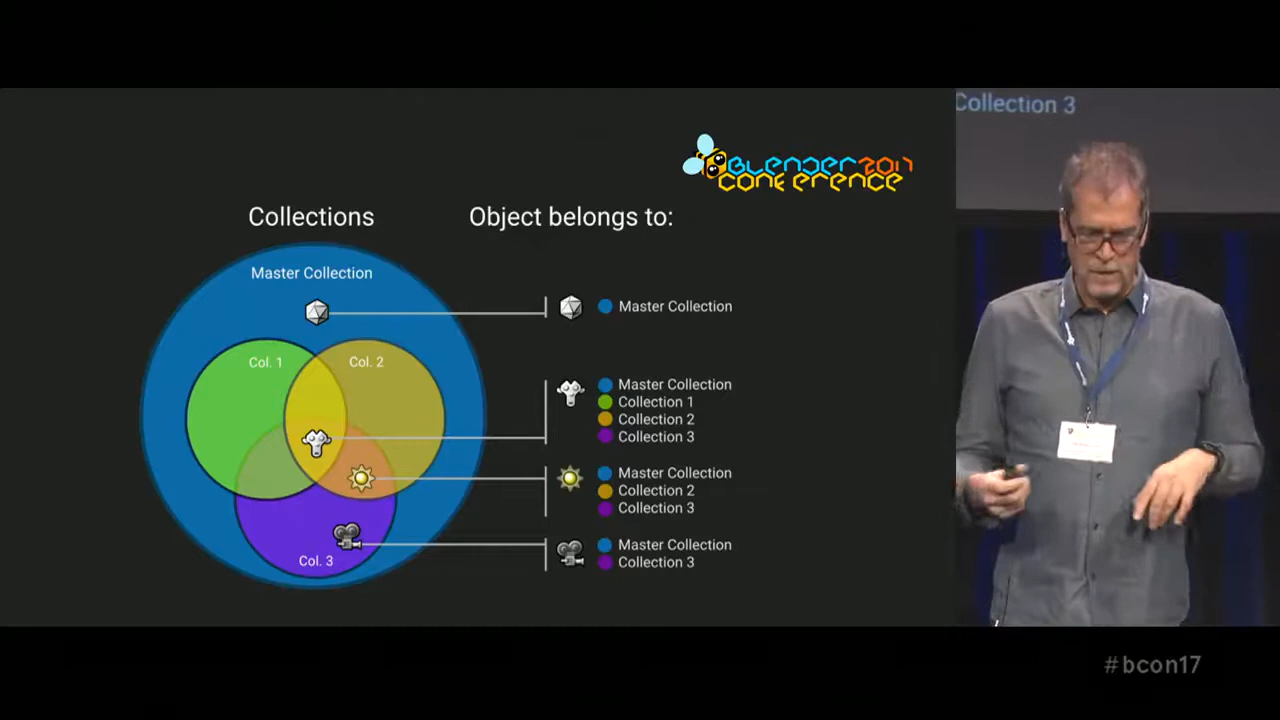 Collection 3
BLENDER 2017
CONFERENCE
Collections
Object belongs to:
Master Collection
Master Collection
Col. 1
Col. 2
Master Collection
Collection 1
Collection 2
Collection 3
Master Collection
Collection 2
Collection 3
Master Collection
Col. 3
Collection 3
#bcon17